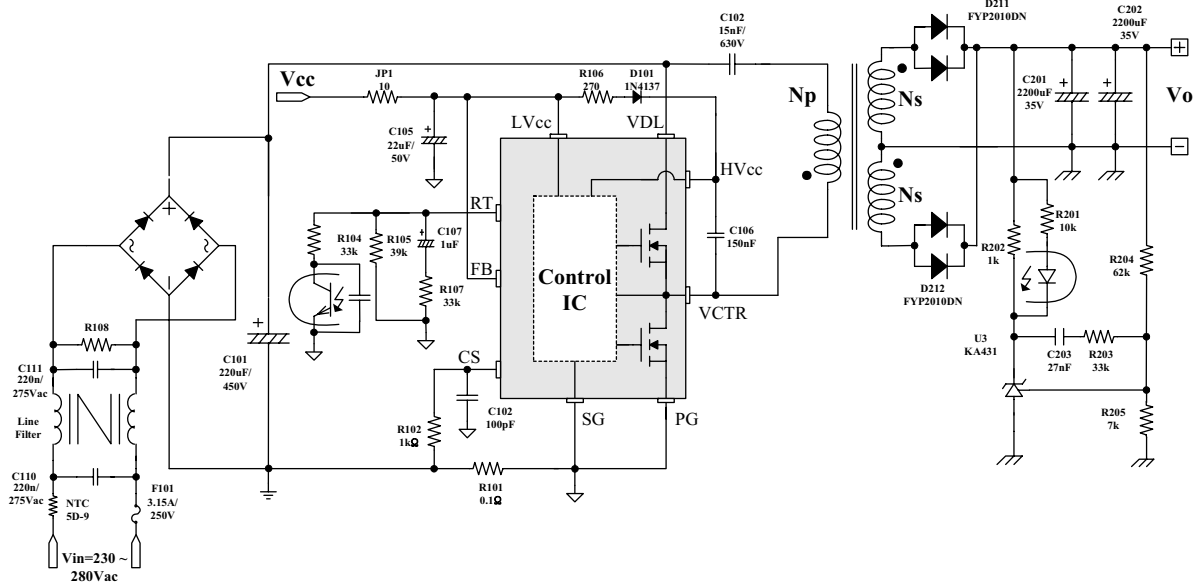 D211
FYP2010DN
C202
2200uF
35V
C102
15nF/
630V
Vcc
JP1
10
R106
270
D101
1N4137
C105
22uF/
50V
LVcc
VDL
HVcc
Np
Ns
Ns
C201
2200uF
35V
+
Vo
-
RT
R104
33k
R105
39k
C107
1uF
R107
33k
FB
Control
IC
C106
150nF
VCTR
D212
FYP2010DN
R202
1k
R201
10k
R204
62k
R108
C101
220uF/
450V
C111
220n/
275Vac
Line
Filter
CS
C102
100pF
R102
1kΩ
SG
PG
R101
0.1Ω
U3
KA431
C203
27nF
R203
33k
R205
7k
C110
220n/
275Vac
NTC
5D-9
F101
3.15A/
250V
Vin=230 ~
280Vac